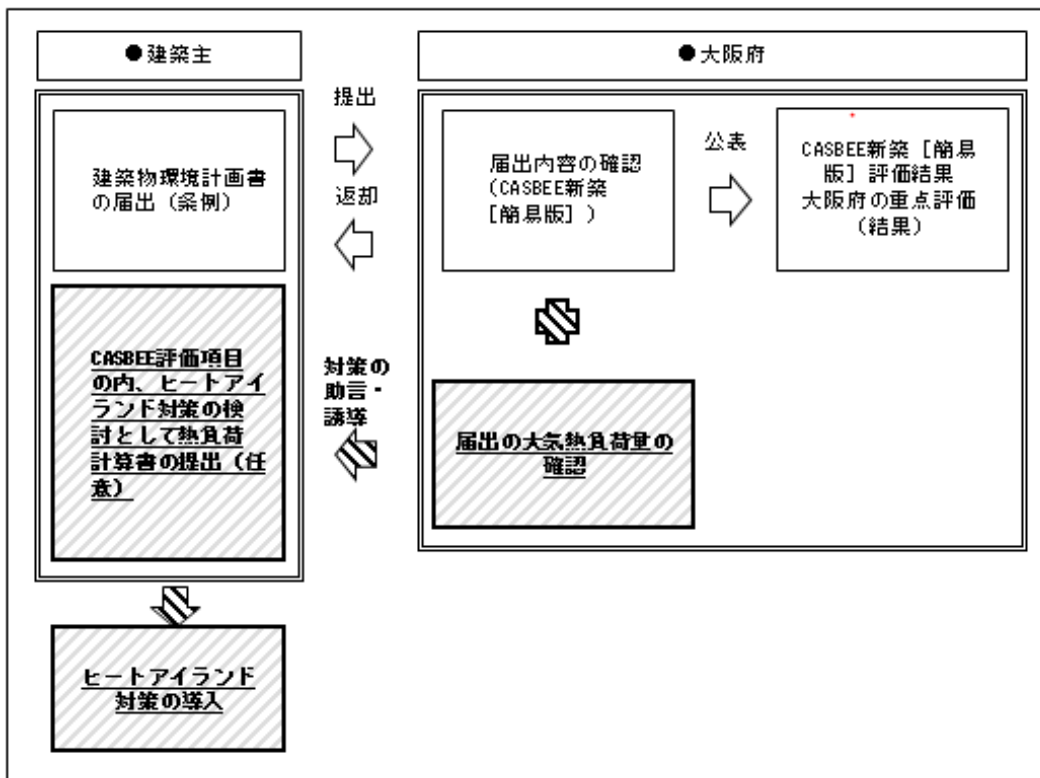 ●建築主
●大阪府
建築物環境計画書
の届出（条例）
提出
返却
届出内容の確認
（CASBEE新築
［簡易版］）
公表
CASBEE新築［簡易
版］評価結果
大阪府の重点評価
（結果）
CASBEE評価項目
の内、ヒートアイ
ランド対策の検
討として熱負荷
計算書の提出（任
意）
対策の
助言・
誘導
届出の大気熱負荷量の
確認
ヒートアイランド
対策の導入